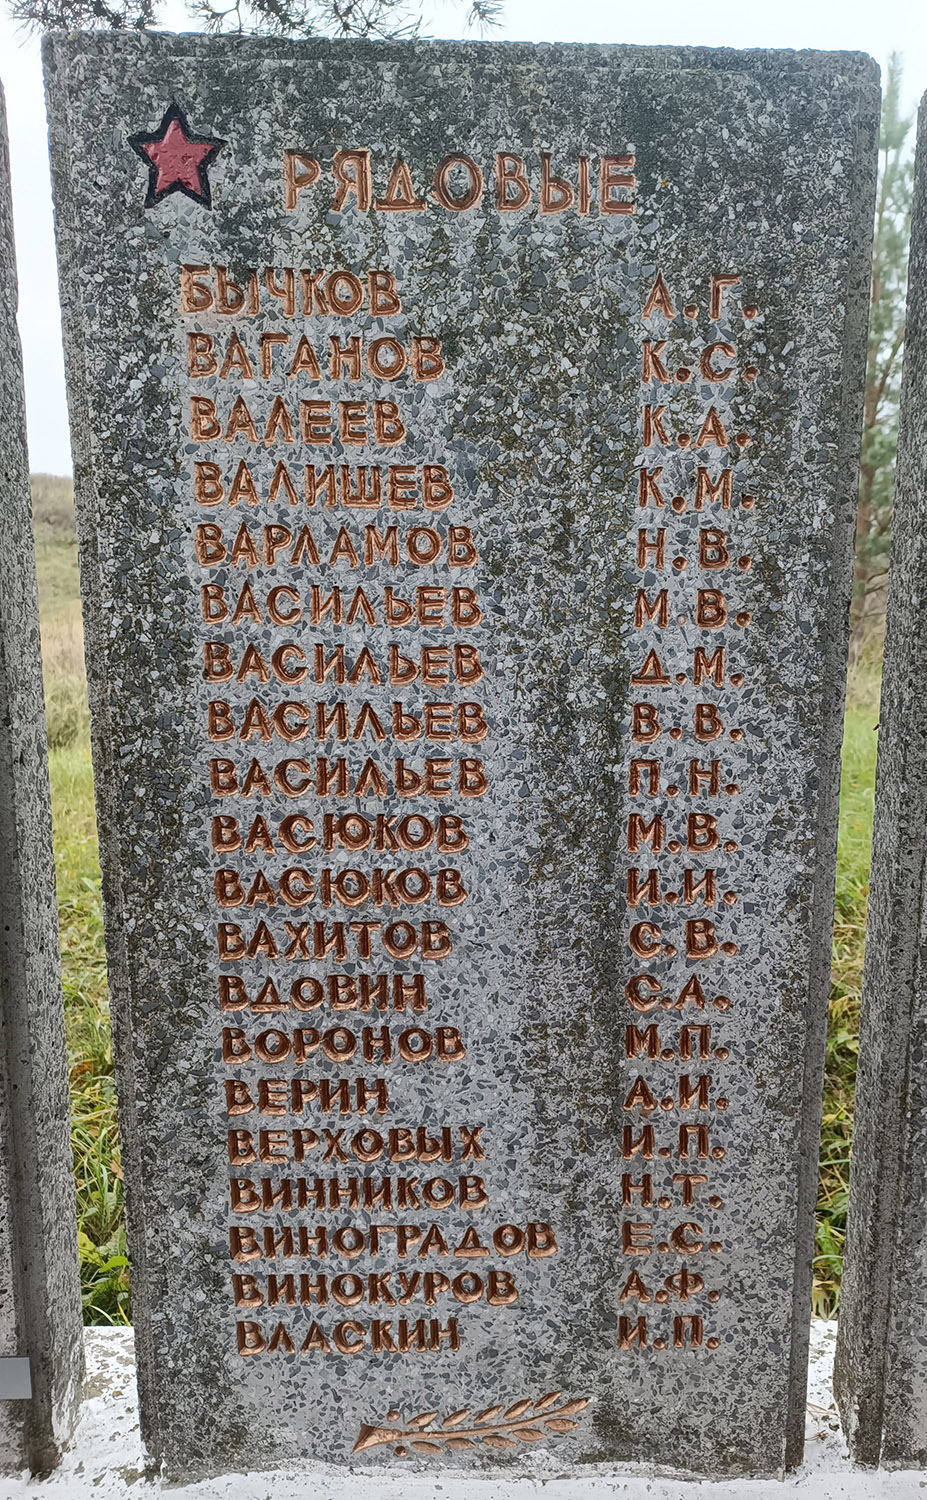 РЯДОВЫЕ
БЫЧКОВ А.Г.
ВАГАНОВ К.С.
ВАЛЕЕВ К.А.
ВАЛИШЕВ К.М.
ВАРЛАМОВ Н.В.
ВАСИЛЬЕВ М.В.
ВАСИЛЬЕВ Д.М.
ВАСИЛЬЕВ В.В.
ВАСИЛЬЕВ П.Н.
ВАСЮКОВ М.В.
ВАСЮКОВ И.И.
ВАХИТОВ С.В.
ВДОВИН С.А.
ВОРОНОВ М.П.
ВЕРИН А.И.
ВЕРХОВЫХ И.П.
ВИННИКОВ Н.Т.
ВИНОГРАДОВ Е.С.
ВИНОКУРОВ А.Ф.
ВЛАСКИН И.П.